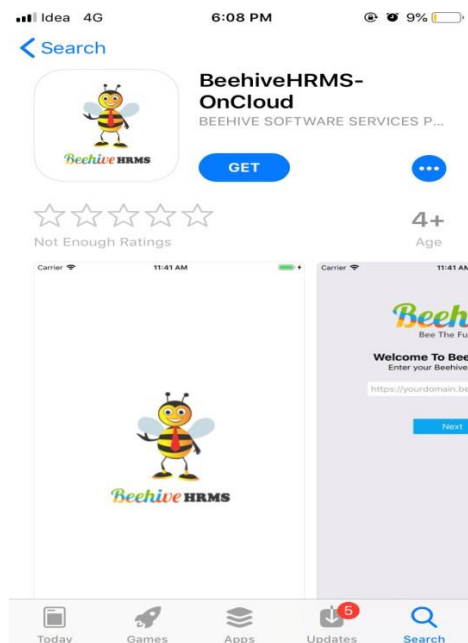 Idea 4G 6:08 PM 9%
Search
BeehiveHRMS-
OnCloud
BEEHIVE SOFTWARE SERVICES P...
Beehive HRMS
GET
Not Enough Ratings
4+
Age
Carrier 11:41 AM
Beehive HRMS
Carrier 11:41 AM
Beeh
Bee The Fu
Welcome To Bee
Enter your Beehive
https://yourdomain.be
Next
5
Today Games Apps Updates Search